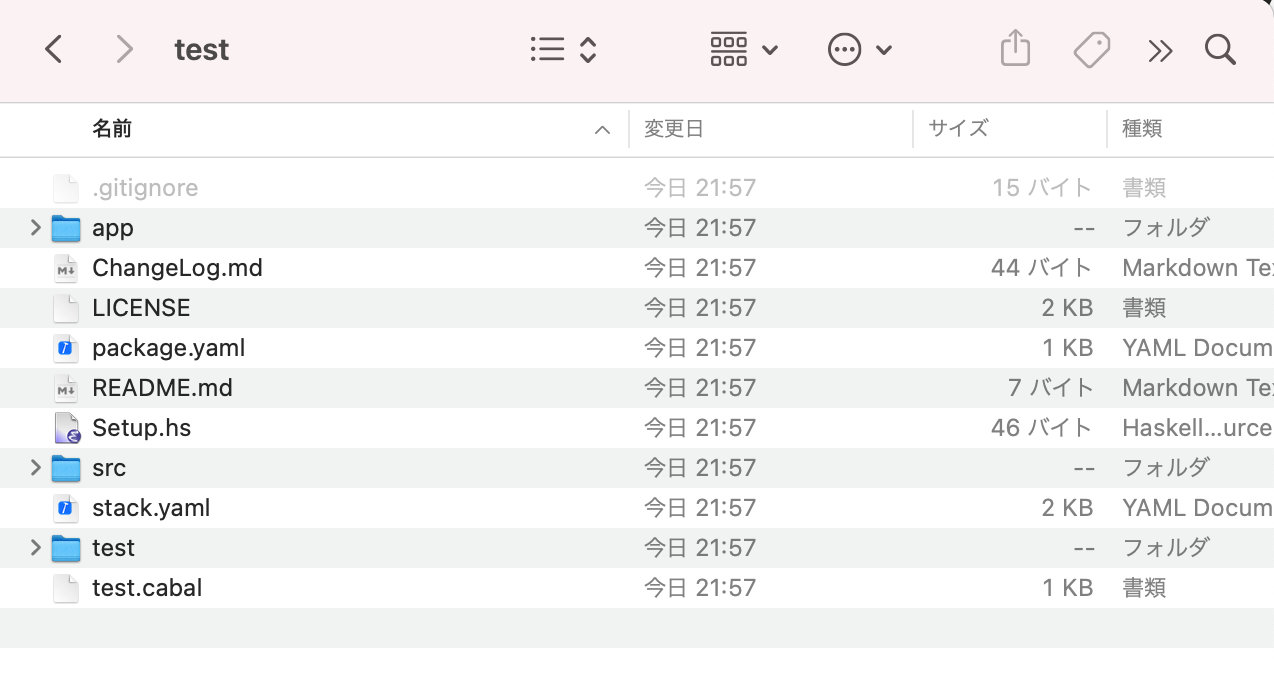 test
名前 変更日 サイズ 種類
.gitignore 今日 21:57 15 バイト 書類
app 今日 21:57 -- フォルダ
ChangeLog.md 今日 21:57 44 バイト Markdown Te
LICENSE 今日 21:57 2 KB 書類
package.yaml 今日 21:57 1 KB YAML Docum
README.md 今日 21:57 7 バイト Markdown Te
Setup.hs 今日 21:57 46 バイト Haskell...urce
src 今日 21:57 -- フォルダ
stack.yaml 今日 21:57 2 KB YAML Docum
test 今日 21:57 -- フォルダ
test.cabal 今日 21:57 1 KB 書類